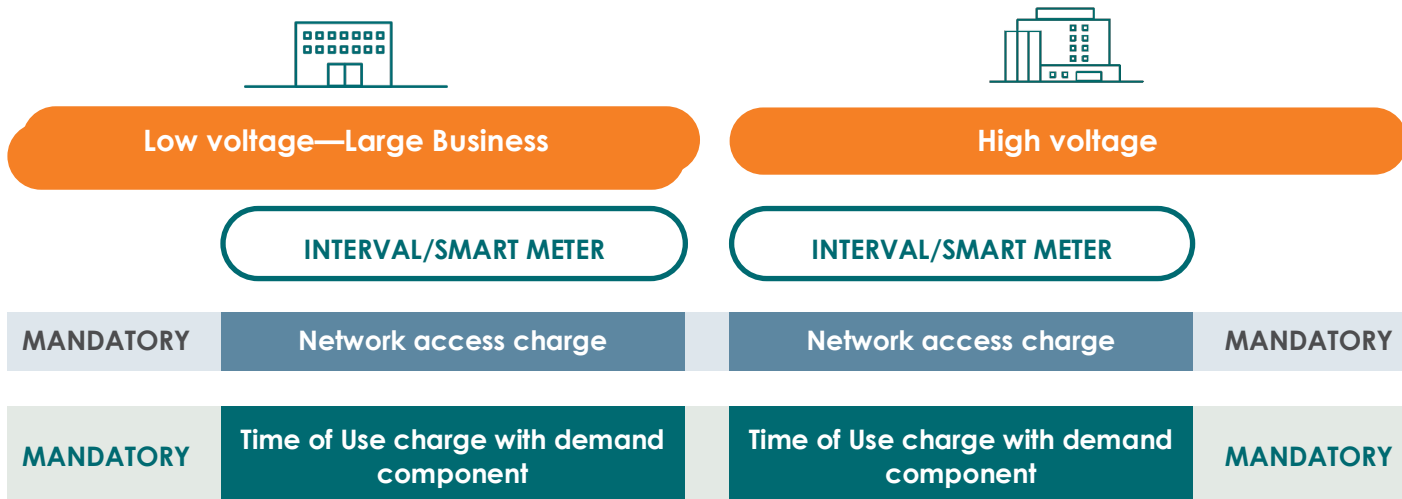 Low voltage—Large Business
High voltage
INTERVAL/SMART METER
INTERVAL/SMART METER
MANDATORY
Network access charge
Network access charge
MANDATORY
MANDATORY
Time of Use charge with demand
component
Time of Use charge with demand
component
MANDATORY